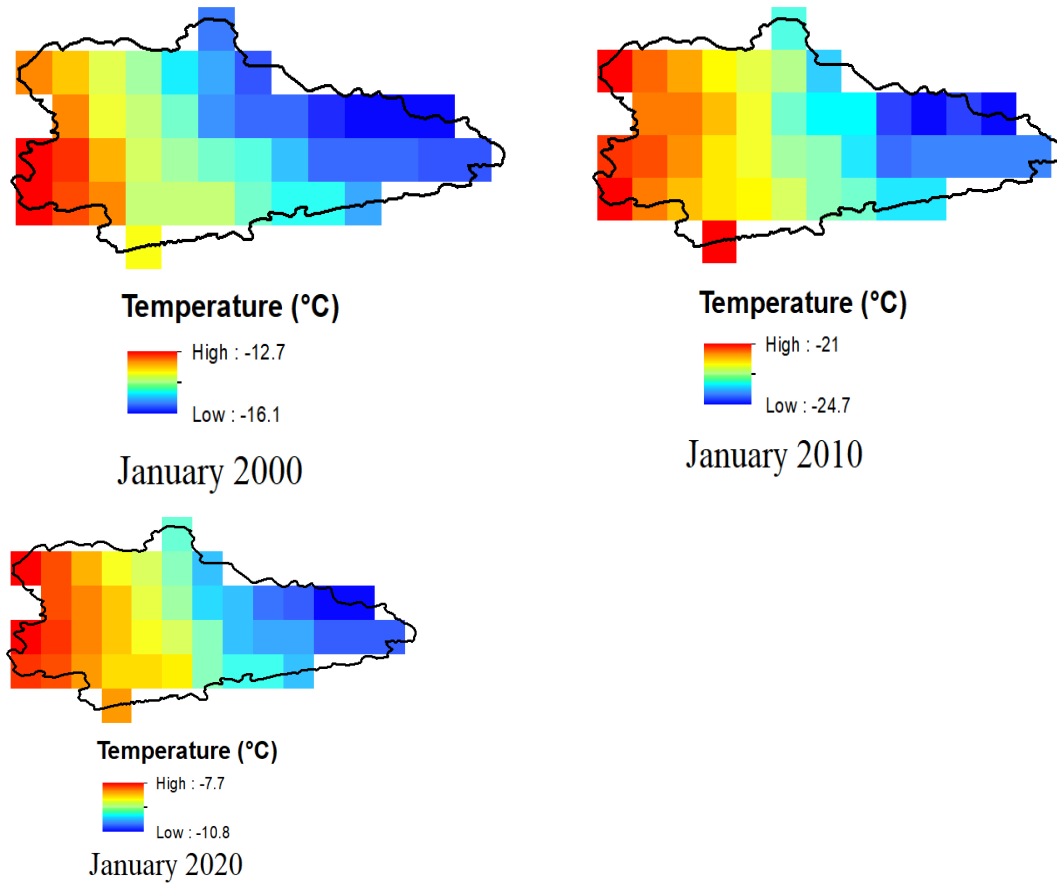 Temperature (°C)
High : -12.7
Low : -16.1
January 2000
Temperature (°C)
High : -21
Low : -24.7
January 2010
Temperature (°C)
High : -7.7
Low : -10.8
January 2020